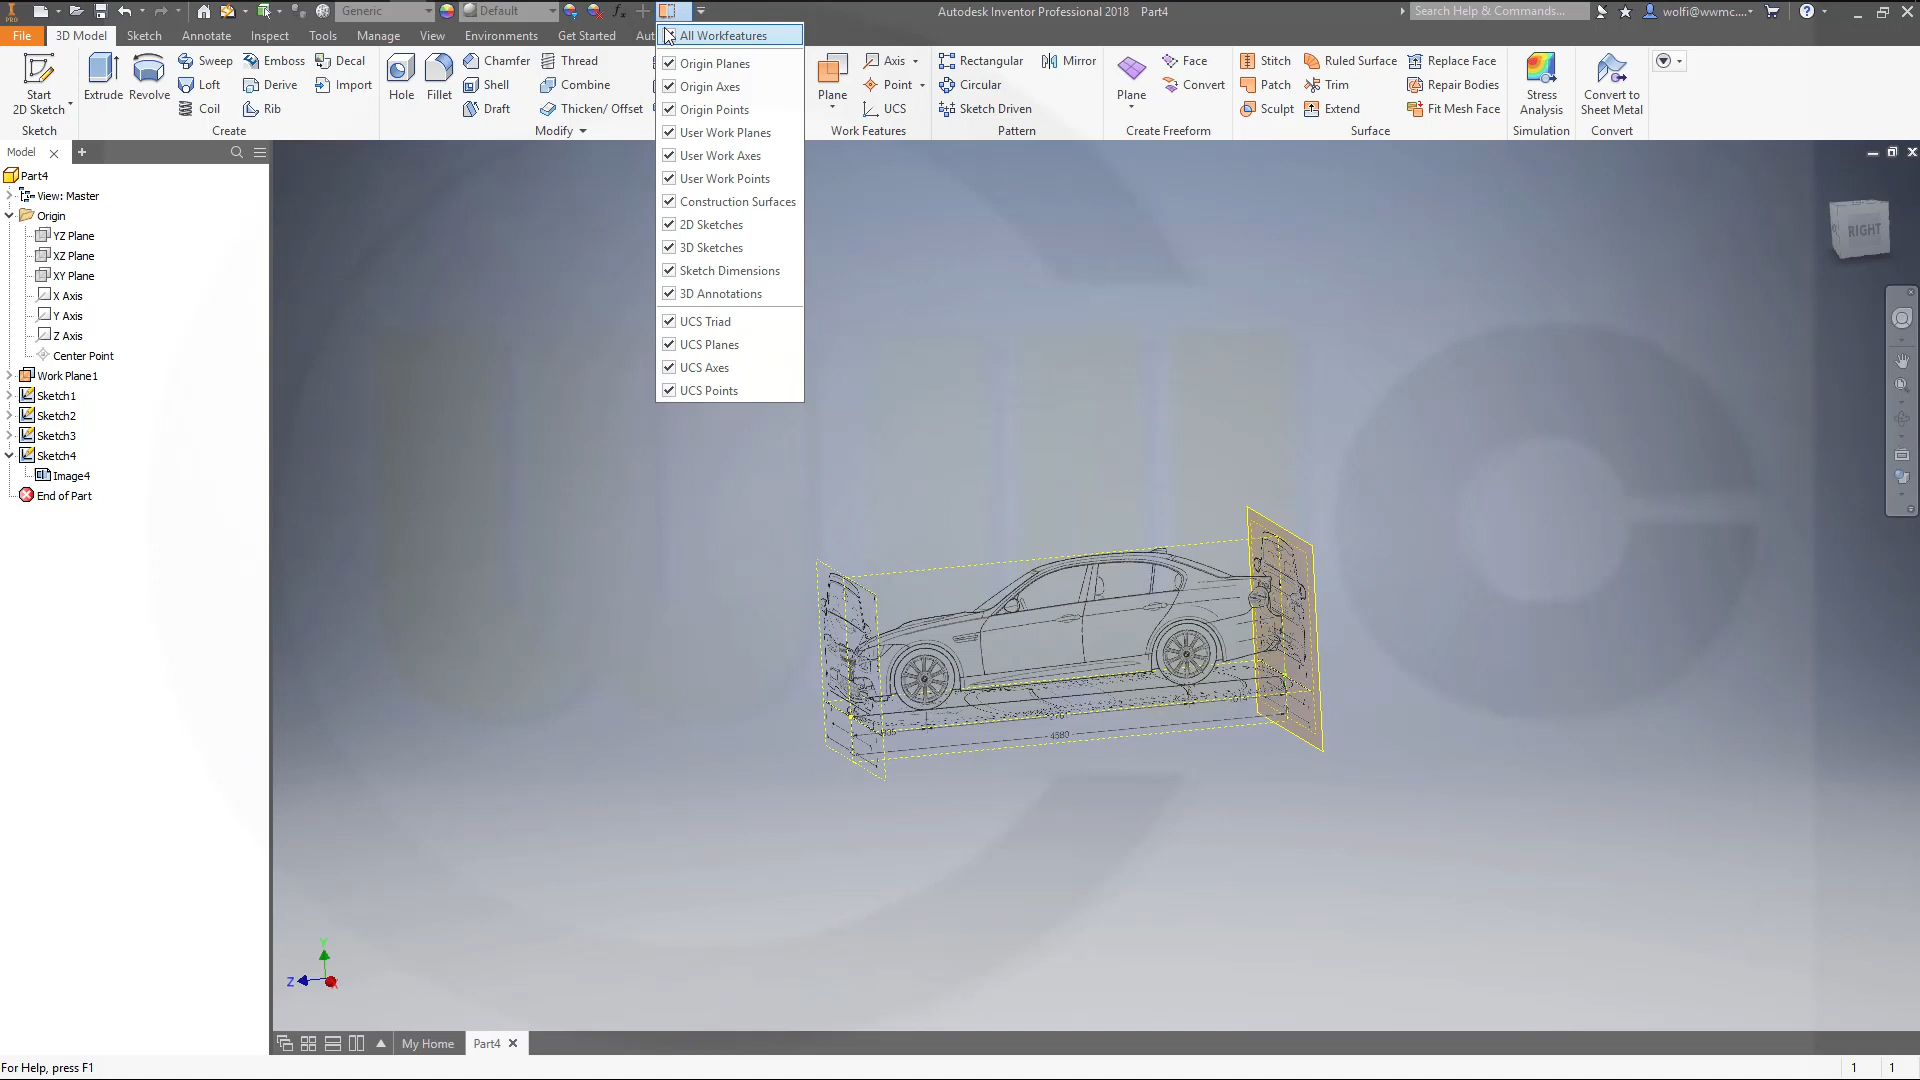 PRO
Generic
Default
Autodesk Inventor Professional 2018 Part4
Search Help & Commands...
wolfi@wwmc....
File
3D Model
Sketch
Annotate
Inspect
Tools
Manage
View
Environments
Get Started
Start
2D Sketch
Sketch
Extrude
Revolve
Sweep
Loft
Coil
Emboss
Derive
Rib
Decal
Import
Create
Hole
Fillet
Chamfer
Shell
Draft
Thread
Combine
Thicken/ Offset
Modify
All Workfeatures
Origin Planes
Origin Axes
Origin Points
User Work Planes
User Work Axes
User Work Points
Construction Surfaces
2D Sketches
3D Sketches
Sketch Dimensions
3D Annotations
UCS Triad
UCS Planes
UCS Axes
UCS Points
Plane
Axis
Point
UCS
Work Features
Rectangular
Circular
Sketch Driven
Mirror
Pattern
Plane
Face
Convert
Create Freeform
Stitch
Patch
Sculpt
Ruled Surface
Trim
Extend
Replace Face
Repair Bodies
Fit Mesh Face
Surface
Stress
Analysis
Simulation
Convert to
Sheet Metal
Convert
Model
Part4
View: Master
Origin
YZ Plane
XZ Plane
XY Plane
X Axis
Y Axis
Z Axis
Center Point
Work Plane1
Sketch1
Sketch2
Sketch3
Sketch4
Image4
End of Part
RIGHT
4580
Y
Z
My Home
Part4
For Help, press F1
1
1